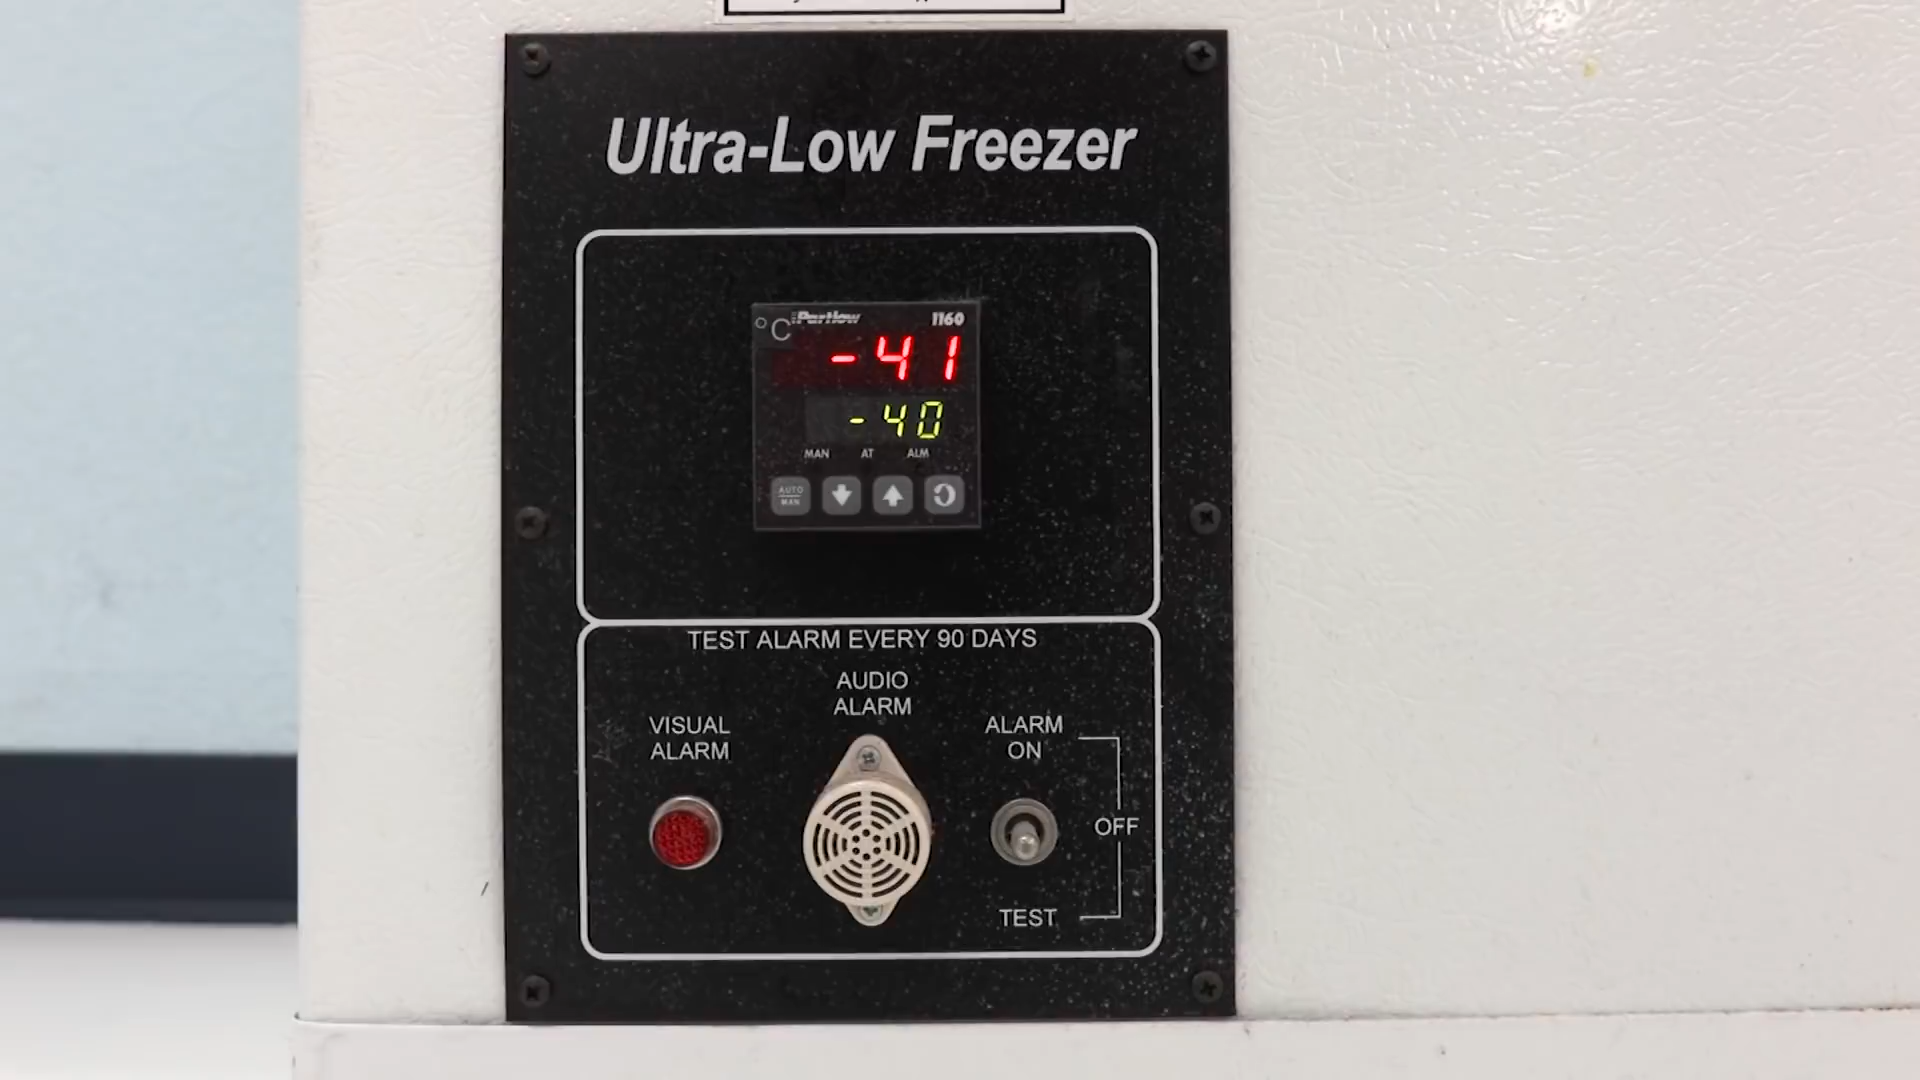 Ultra-Low Freezer
°C Partlow 1160
-41
-40
MAN AT ALM
AUTO
MAN
TEST ALARM EVERY 90 DAYS
AUDIO
ALARM
VISUAL
ALARM
ALARM
ON
OFF
TEST